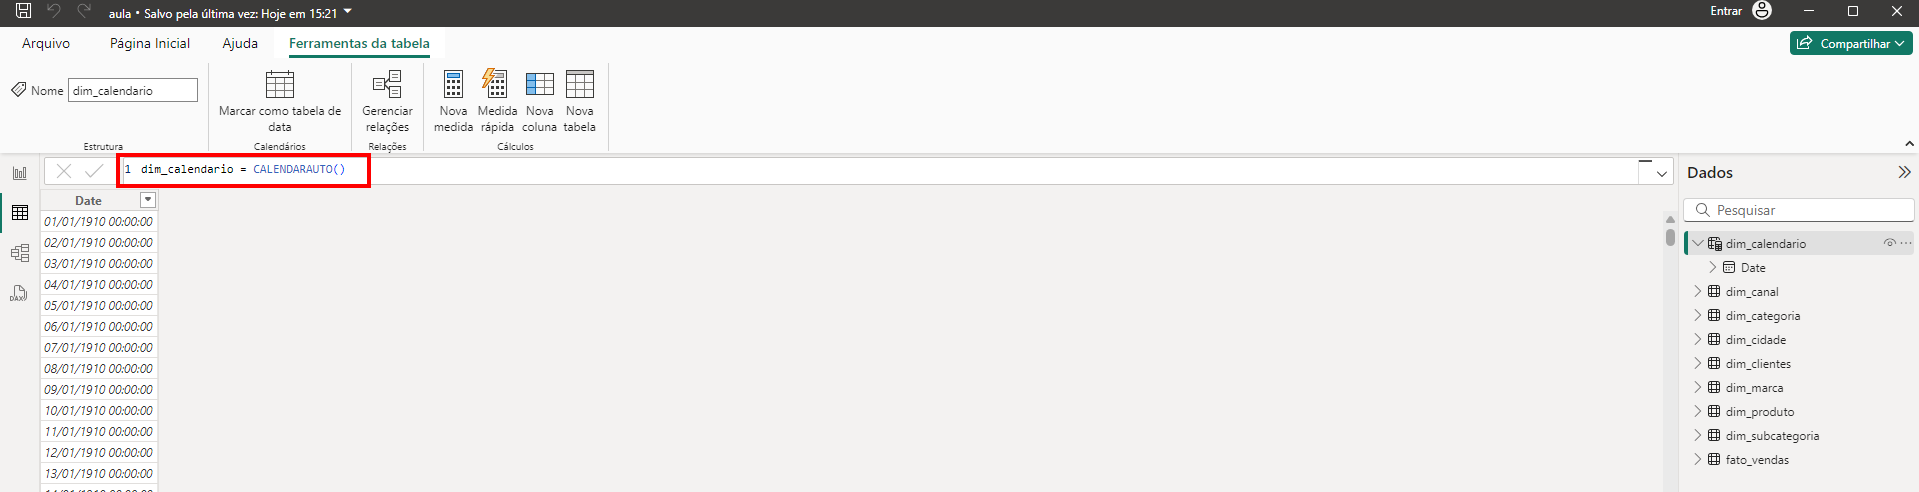 aula • Salvo pela última vez: Hoje em 15:21
Entrar
Arquivo
Página Inicial
Ajuda
Ferramentas da tabela
Compartilhar
Nome
dim_calendario
Marcar como tabela de
data
Gerenciar
relações
Nova
medida
Medida
rápida
Nova
coluna
Nova
tabela
Estrutura
Calendários
Relações
Cálculos
1 dim_calendario = CALENDARAUTO()
Date
01/01/1910 00:00:00
02/01/1910 00:00:00
03/01/1910 00:00:00
04/01/1910 00:00:00
05/01/1910 00:00:00
06/01/1910 00:00:00
07/01/1910 00:00:00
08/01/1910 00:00:00
09/01/1910 00:00:00
10/01/1910 00:00:00
11/01/1910 00:00:00
12/01/1910 00:00:00
13/01/1910 00:00:00
Dados
Pesquisar
dim_calendario
Date
dim_canal
dim_categoria
dim_cidade
dim_clientes
dim_marca
dim_produto
dim_subcategoria
fato_vendas